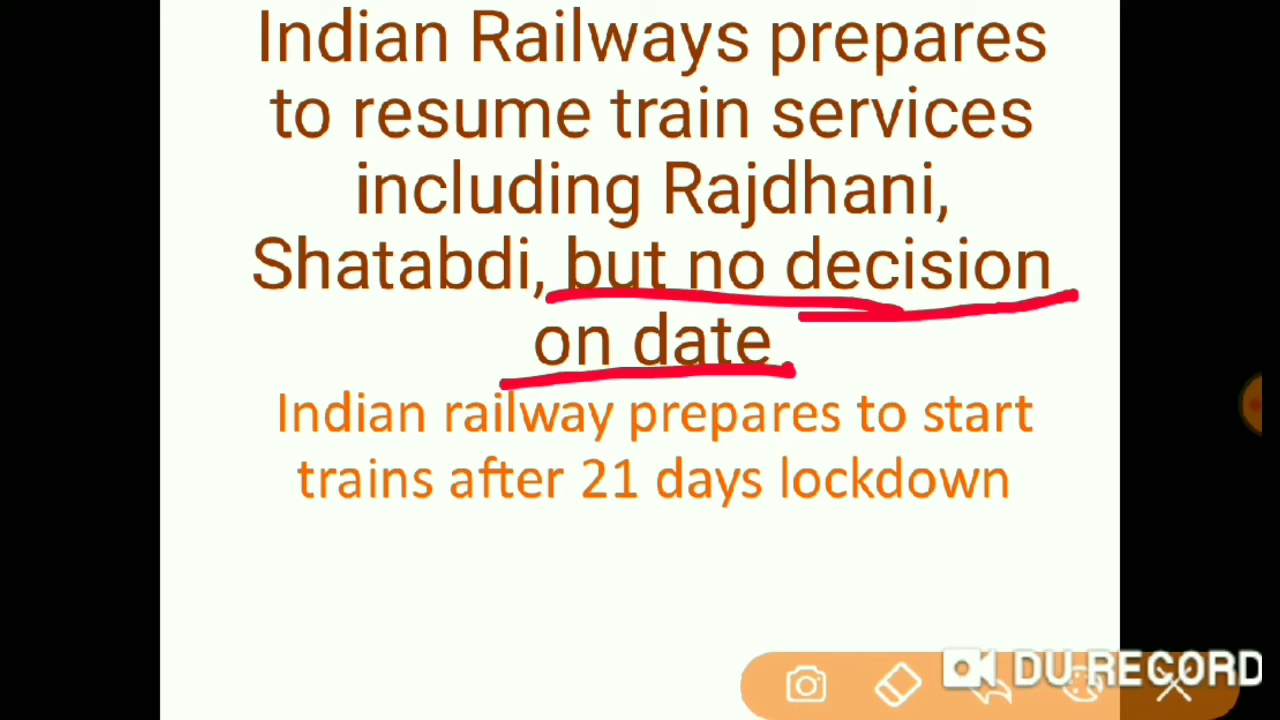 Indian Railways prepares
to resume train services
including Rajdhani,
Shatabdi, but no decision
on date
Indian railway prepares to start
trains after 21 days lockdown
DU RECORD